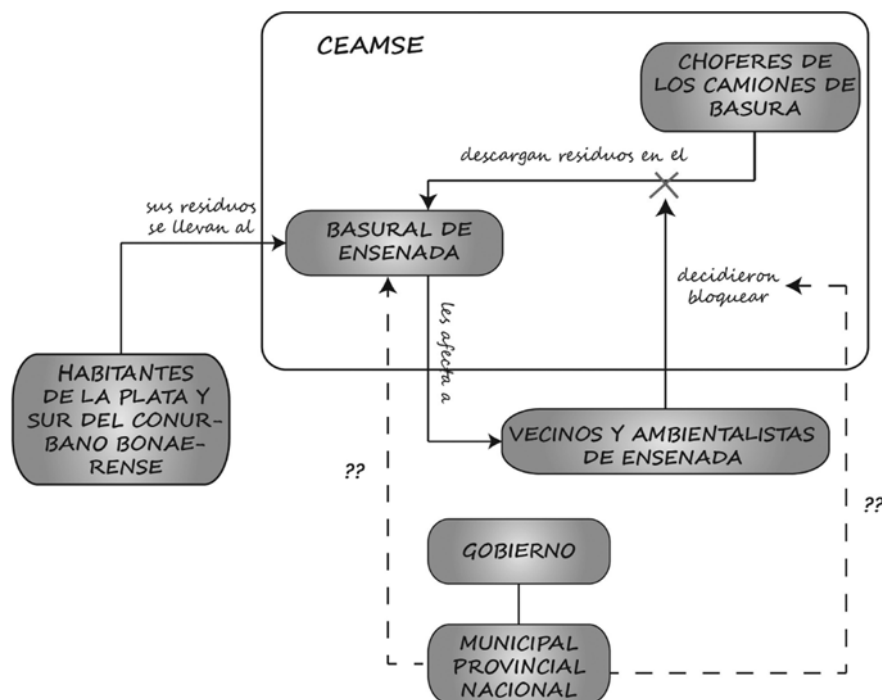 CEAMSE
CHOFERES DE
LOS CAMIONES DE
BASURA
descargan residuos en el
sus residuos
se llevan al
BASURAL DE
ENSENADA
decidieron
bloquear
les afecta a
HABITANTES
DE LA PLATA Y
SUR DEL CONUR-
BANO BONAE-
RENSE
VECINOS Y AMBIENTALISTAS
DE ENSENADA
??
??
GOBIERNO
MUNICIPAL
PROVINCIAL
NACIONAL